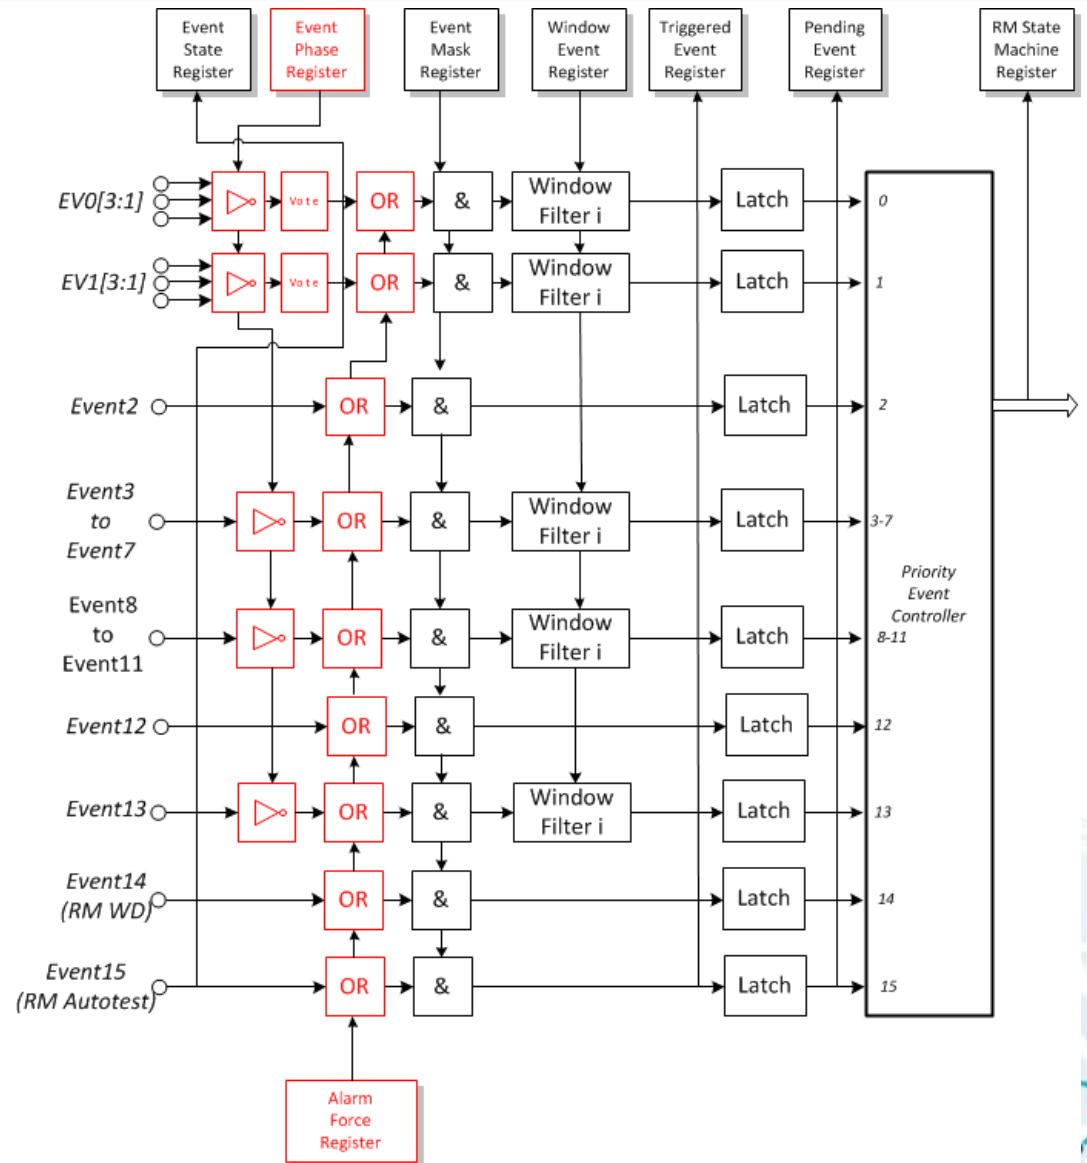 Event
State
Register
Event
Phase
Register
Event
Mask
Register
Window
Event
Register
Triggered
Event
Register
Pending
Event
Register
RM State
Machine
Register
EV0[3:1]
Vote
OR
&
Window
Filter i
Latch
0
EV1[3:1]
Vote
OR
&
Window
Filter i
Latch
1
Event2
OR
&
Latch
2
Event3
to
Event7
OR
&
Window
Filter i
Latch
3-7
Priority
Event
Controller
Event8
to
Event11
OR
&
Window
Filter i
Latch
8-11
Event12
OR
&
Latch
12
Event13
OR
&
Window
Filter i
Latch
13
Event14
(RM WD)
OR
&
Latch
14
Event15
(RM Autotest)
OR
&
Latch
15
Alarm
Force
Register